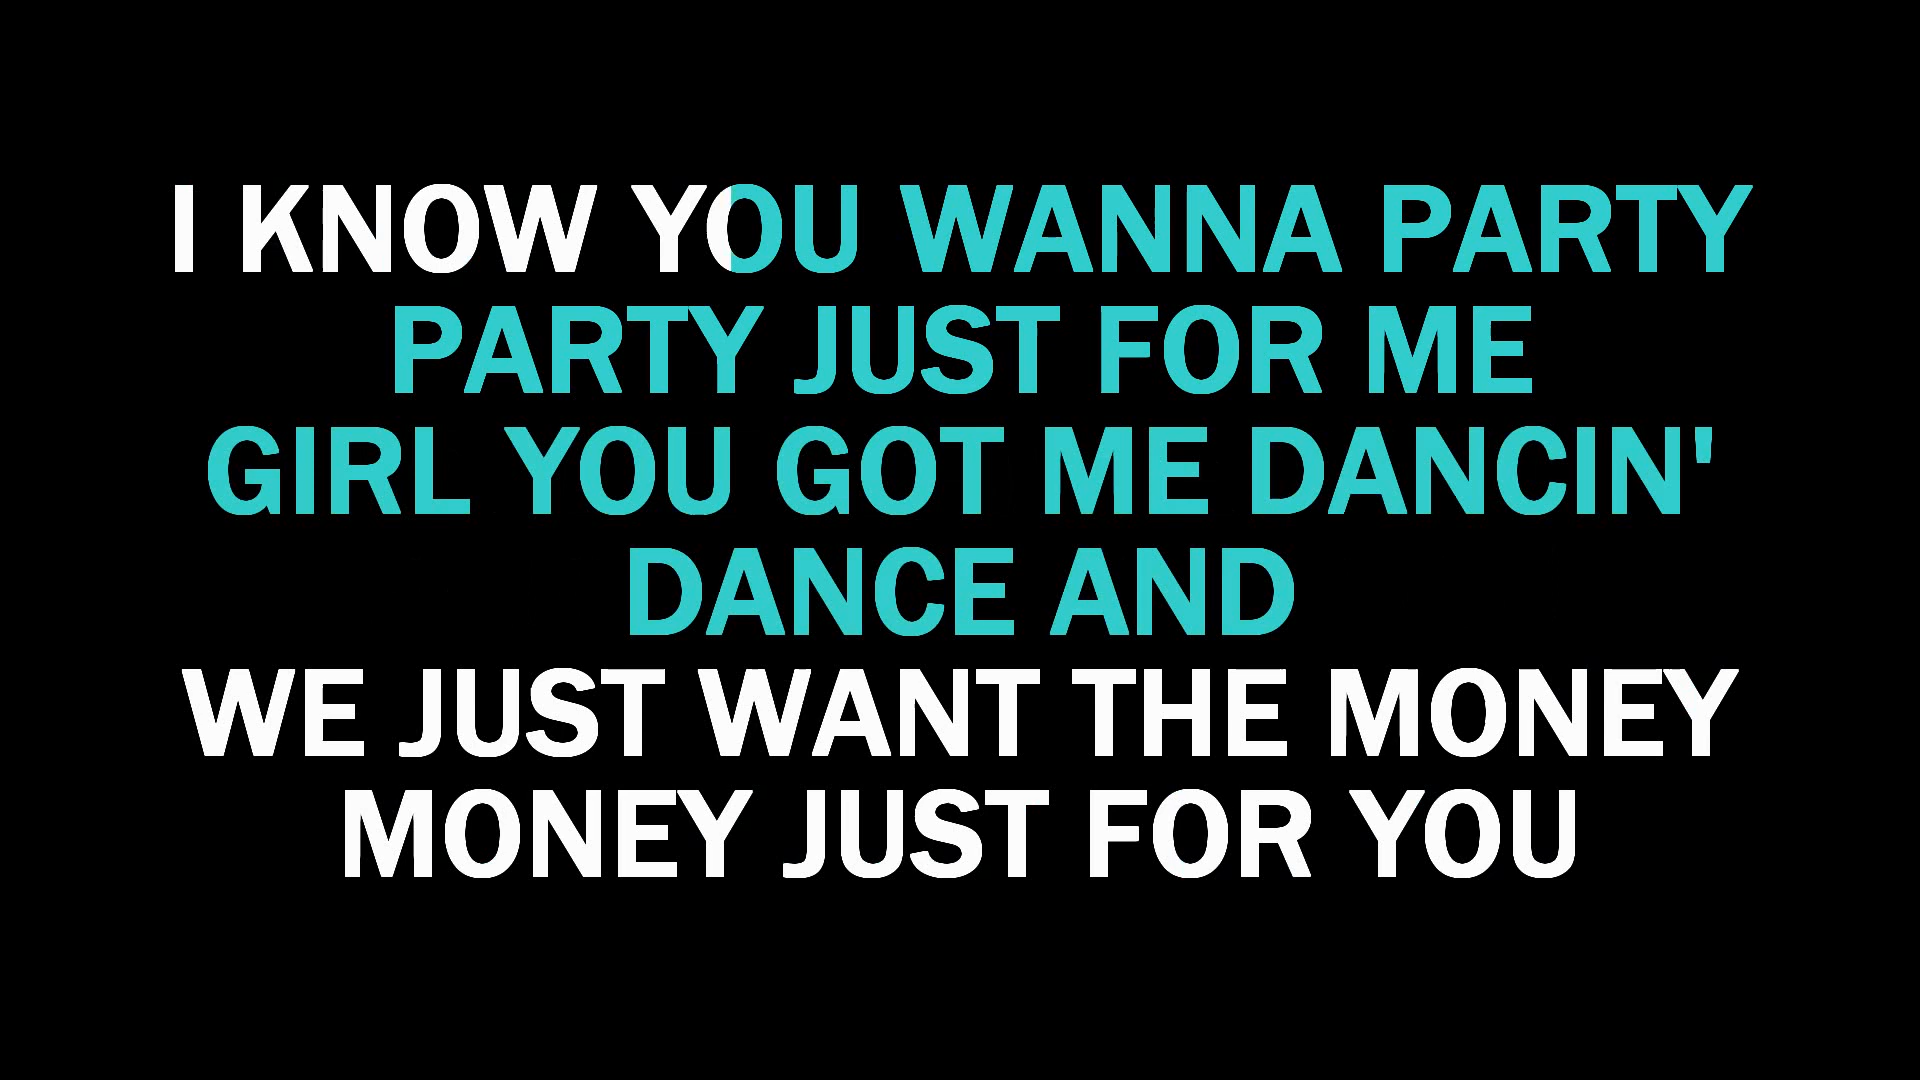 I KNOW YOU WANNA PARTY
PARTY JUST FOR ME
GIRL YOU GOT ME DANCIN'
DANCE AND
WE JUST WANT THE MONEY
MONEY JUST FOR YOU